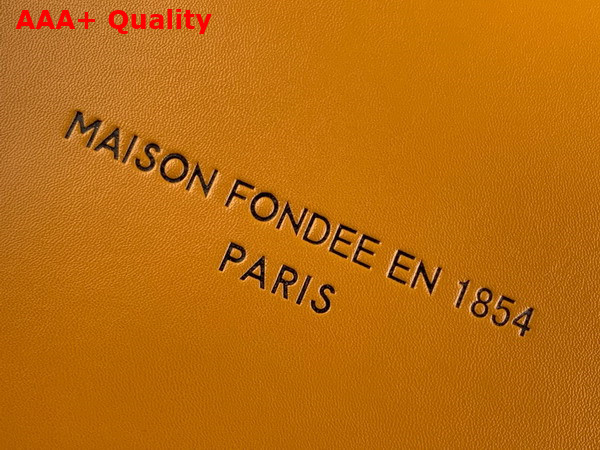 AAA+ Quality
MAISON FONDEE EN 1854
PARIS